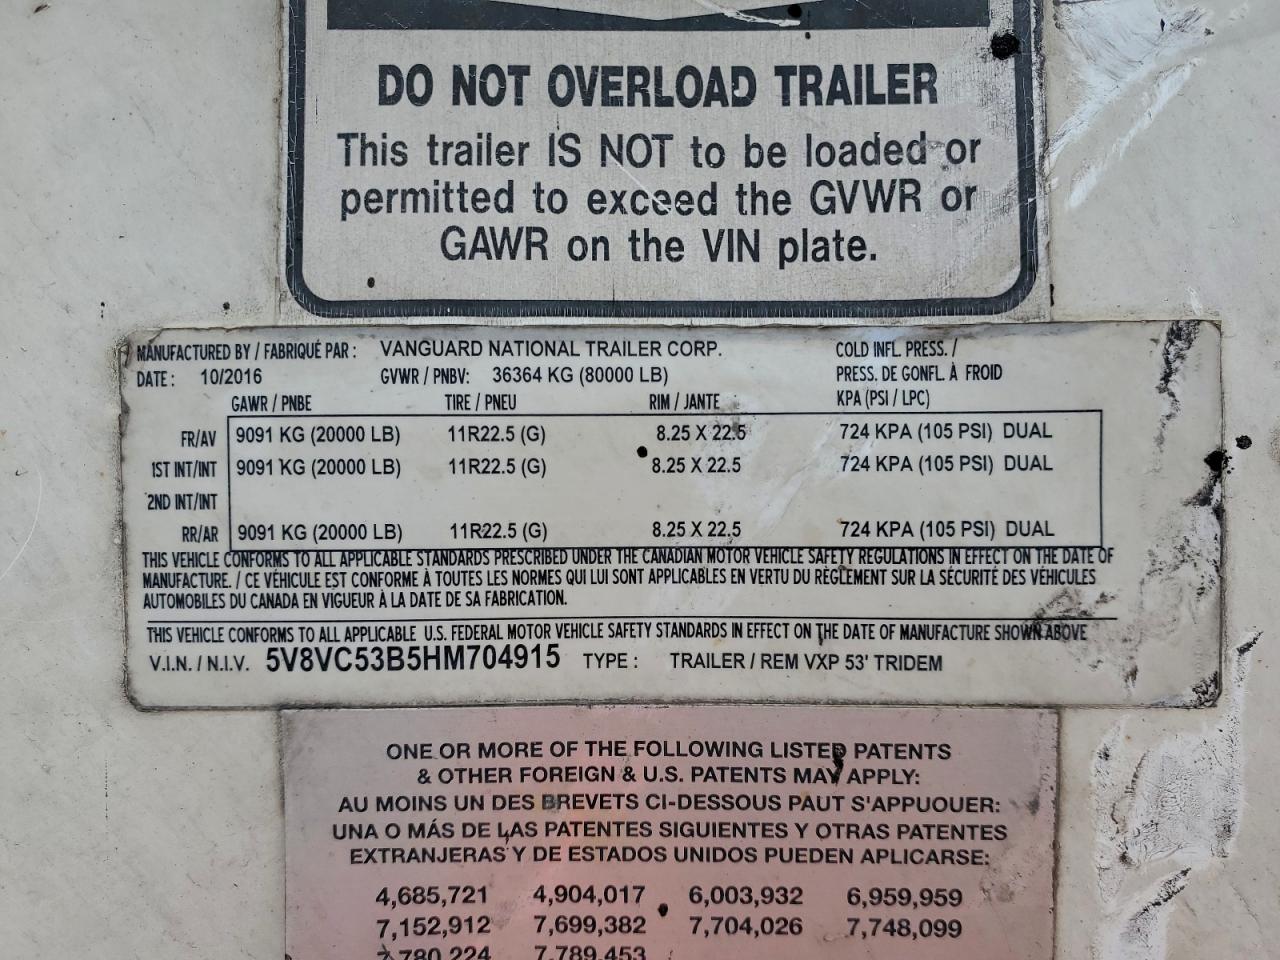 DO NOT OVERLOAD TRAILER
This trailer IS NOT to be loaded or
permitted to exceed the GVWR or
GAWR on the VIN plate.
MANUFACTURED BY / FABRIQUÉ PAR : VANGUARD NATIONAL TRAILER CORP. COLD INFL. PRESS. /
DATE : 10/2016 GVWR / PNBV: 36364 KG (80000 LB) PRESS. DE GONFL. À FROID
GAWR / PNBE TIRE / PNEU RIM / JANTE KPA (PSI / LPC)
FR/AV 9091 KG (20000 LB) 11R22.5 (G) 8.25 X 22.5 724 KPA (105 PSI) DUAL
1ST INT/INT 9091 KG (20000 LB) 11R22.5 (G) 8.25 X 22.5 724 KPA (105 PSI) DUAL
2ND INT/INT
RR/AR 9091 KG (20000 LB) 11R22.5 (G) 8.25 X 22.5 724 KPA (105 PSI) DUAL
THIS VEHICLE CONFORMS TO ALL APPLICABLE STANDARDS PRESCRIBED UNDER THE CANADIAN MOTOR VEHICLE SAFETY REGULATIONS IN EFFECT ON THE DATE OF
MANUFACTURE. / CE VÉHICULE EST CONFORME À TOUTES LES NORMES QUI LUI SONT APPLICABLES EN VERTU DU RÉGLEMENT SUR LA SÉCURITÉ DES VÉHICULES
AUTOMOBILES DU CANADA EN VIGUEUR À LA DATE DE SA FABRICATION.
THIS VEHICLE CONFORMS TO ALL APPLICABLE U.S. FEDERAL MOTOR VEHICLE SAFETY STANDARDS IN EFFECT ON THE DATE OF MANUFACTURE SHOWN ABOVE
V.I.N. / N.I.V. 5V8VC53B5HM704915 TYPE : TRAILER / REM VXP 53' TRIDEM
ONE OR MORE OF THE FOLLOWING LISTED PATENTS
& OTHER FOREIGN & U.S. PATENTS MAY APPLY:
AU MOINS UN DES BREVETS CI-DESSOUS PAUT S'APPUOUER:
UNA O MÁS DE LAS PATENTES SIGUIENTES Y OTRAS PATENTES
EXTRANJERAS Y DE ESTADOS UNIDOS PUEDEN APLICARSE:
4,685,721 4,904,017 6,003,932 6,959,959
7,152,912 7,699,382 7,704,026 7,748,099
7,780,224 7,789,453